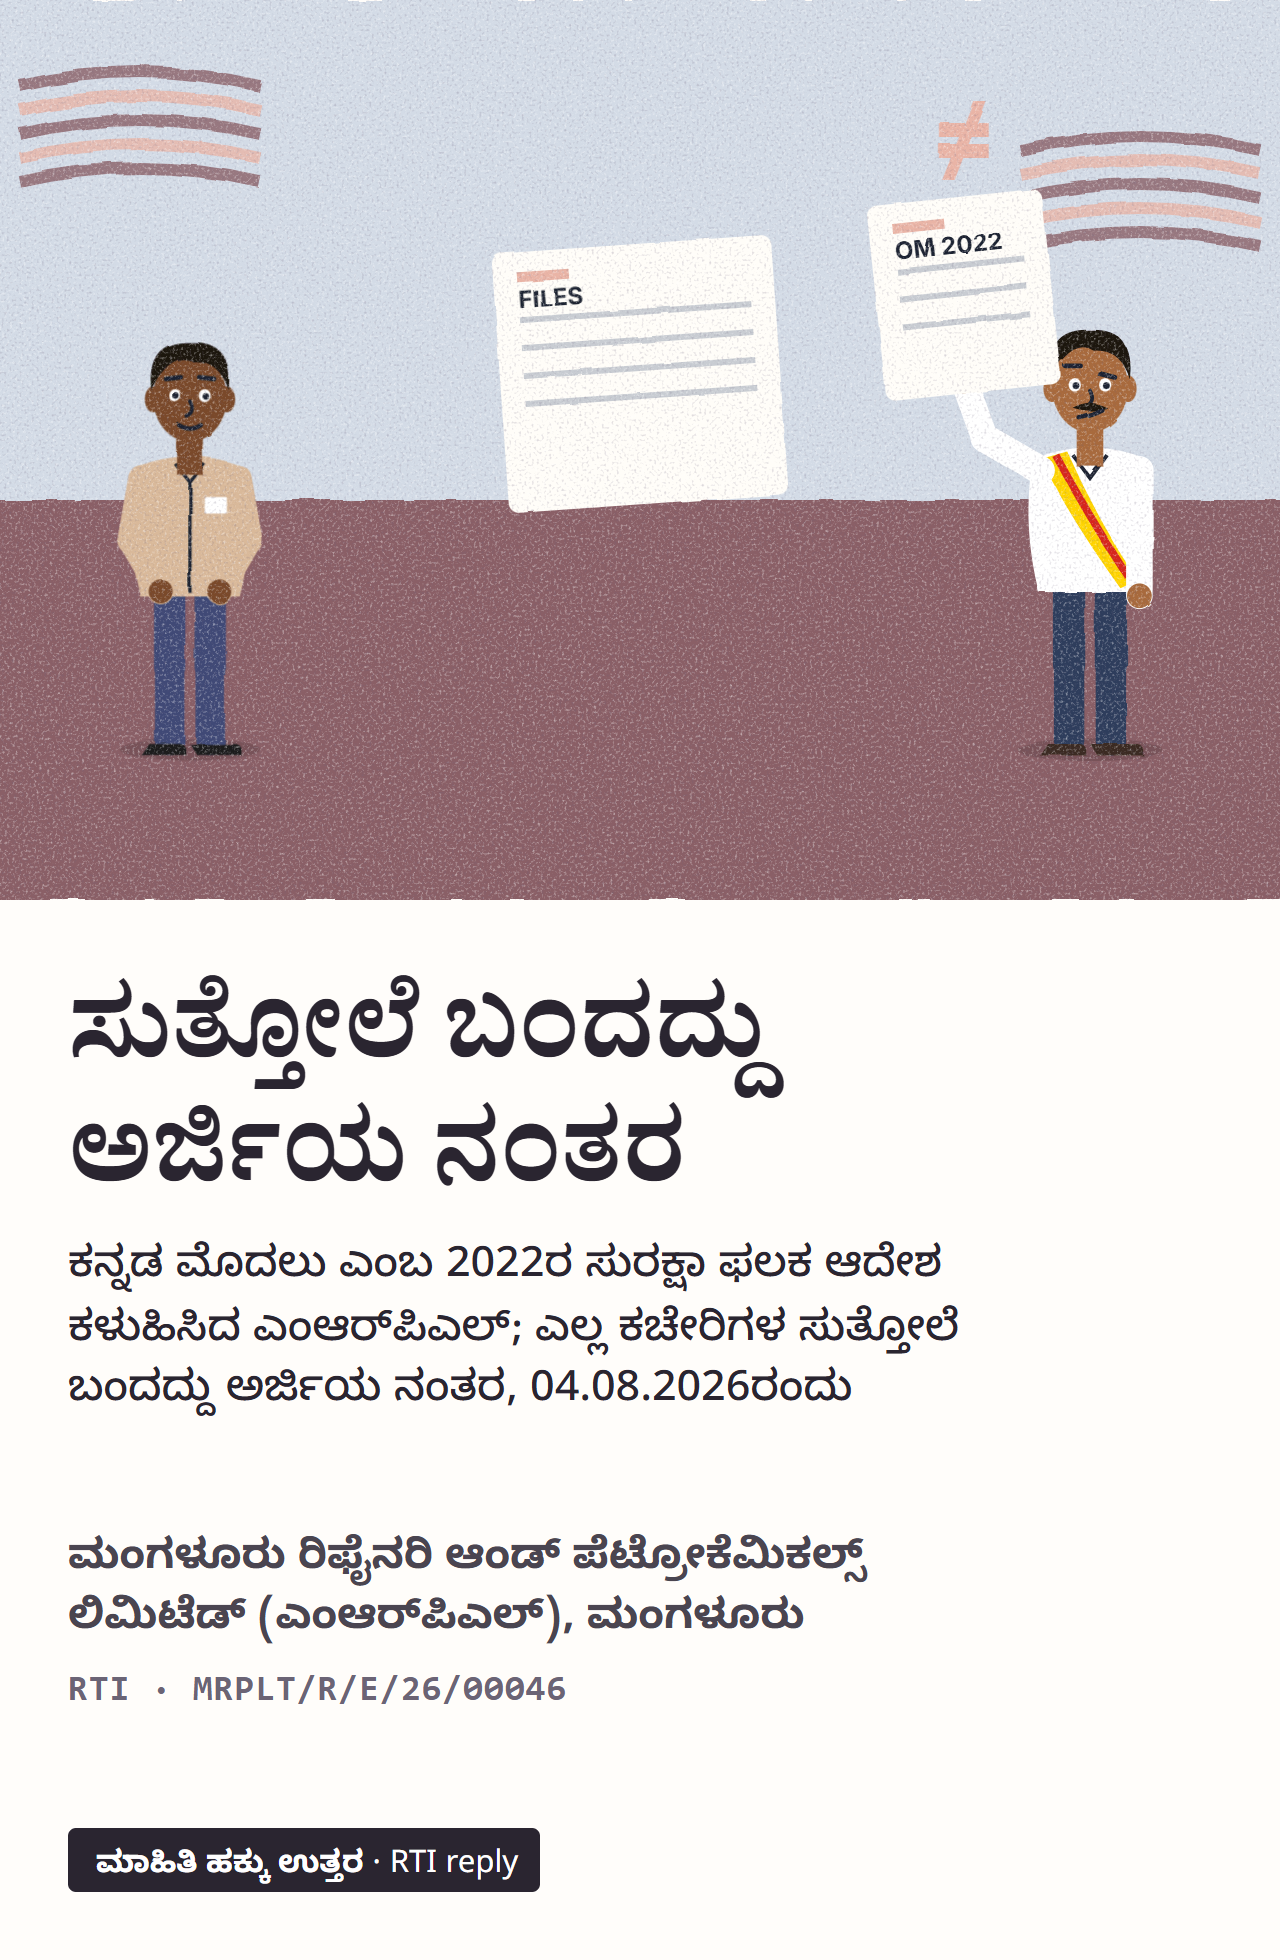 ≠
OM 2022
FILES
ಸುತ್ತೋಲೆ ಬಂದದ್ದು
ಅರ್ಜಿಯ ನಂತರ
ಕನ್ನಡ ಮೊದಲು ಎಂಬ 2022ರ ಸುರಕ್ಷಾ ಫಲಕ ಆದೇಶ
ಕಳುಹಿಸಿದ ಎಂಆರ್‌ಪಿಎಲ್; ಎಲ್ಲ ಕಚೇರಿಗಳ ಸುತ್ತೋಲೆ
ಬಂದದ್ದು ಅರ್ಜಿಯ ನಂತರ, 04.08.2026ರಂದು
ಮಂಗಳೂರು ರಿಫೈನರಿ ಆಂಡ್ ಪೆಟ್ರೋಕೆಮಿಕಲ್ಸ್
ಲಿಮಿಟೆಡ್ (ಎಂಆರ್‌ಪಿಎಲ್), ಮಂಗಳೂರು
RTI · MRPLT/R/E/26/00046
ಮಾಹಿತಿ ಹಕ್ಕು ಉತ್ತರ · RTI reply